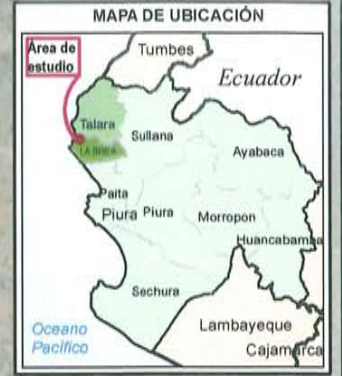 MAPA DE UBICACIÓN
Área de
estudio
Tumbes
Ecuador
Talara
Sullana
LA BREA
Ayabaca
Paita
Piura Piura
Morropon
Huancabamba
Sechura
Oceano
Pacífico
Lambayeque
Cajamarca